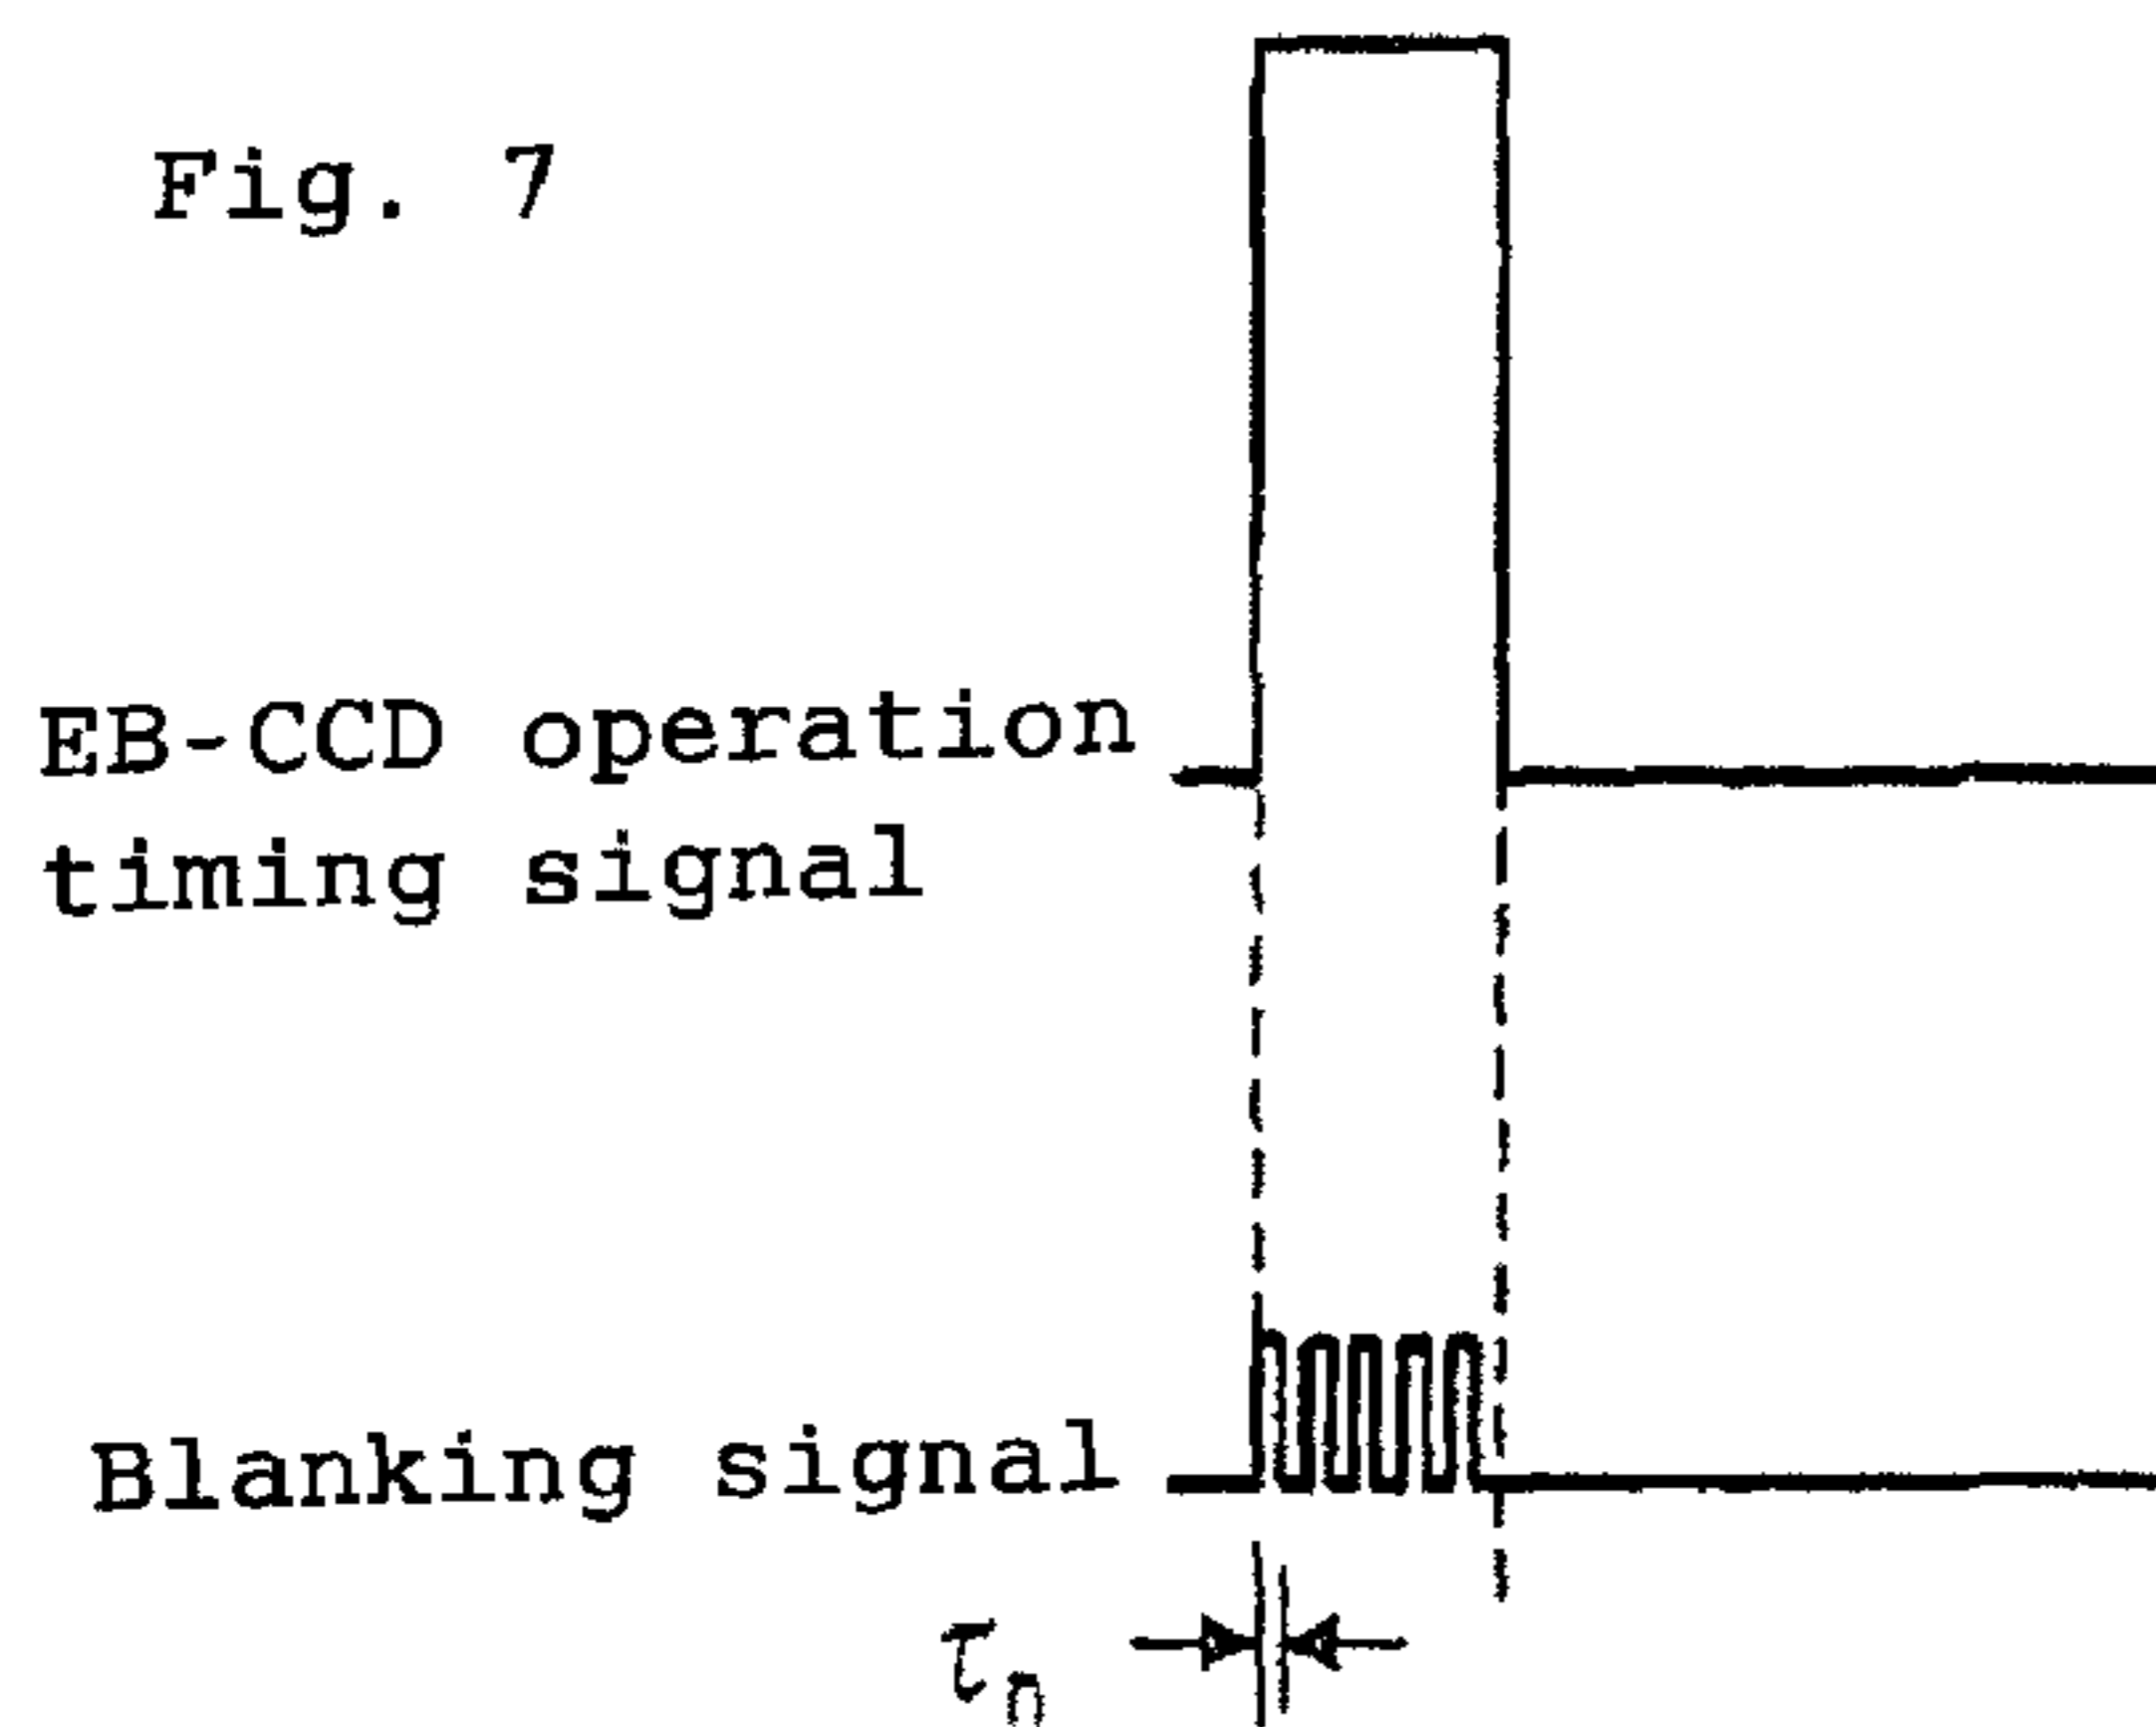 Fig. 7
EB-CCD operation
timing signal
Blanking signal
τn